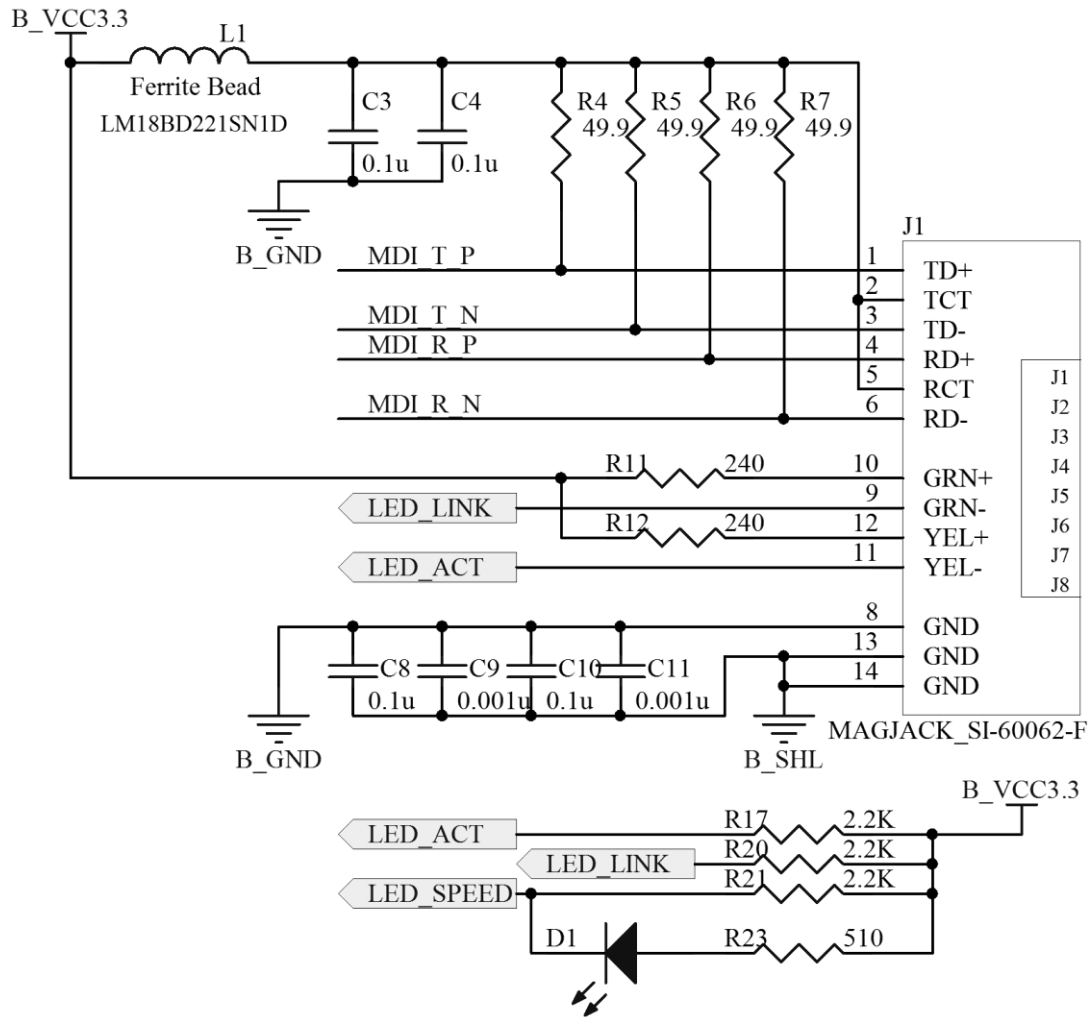 B_VCC3.3
L1
Ferrite Bead
LM18BD221SN1D
C3
0.1u
C4
0.1u
R4
49.9
R5
49.9
R6
49.9
R7
49.9
B_GND
J1
MDI_T_P 1 TD+
2 TCT
MDI_T_N 3 TD-
MDI_R_P 4 RD+
5 RCT
MDI_R_N 6 RD-
J1
J2
J3
J4
J5
J6
J7
J8
R11 240 10 GRN+
LED_LINK 9 GRN-
R12 240 12 YEL+
LED_ACT 11 YEL-
8 GND
13 GND
14 GND
C8
0.1u
C9
0.001u
C10
0.1u
C11
0.001u
B_GND
B_SHL
MAGJACK_SI-60062-F
B_VCC3.3
LED_ACT R17 2.2K
LED_LINK R20 2.2K
LED_SPEED R21 2.2K
D1 R23 510